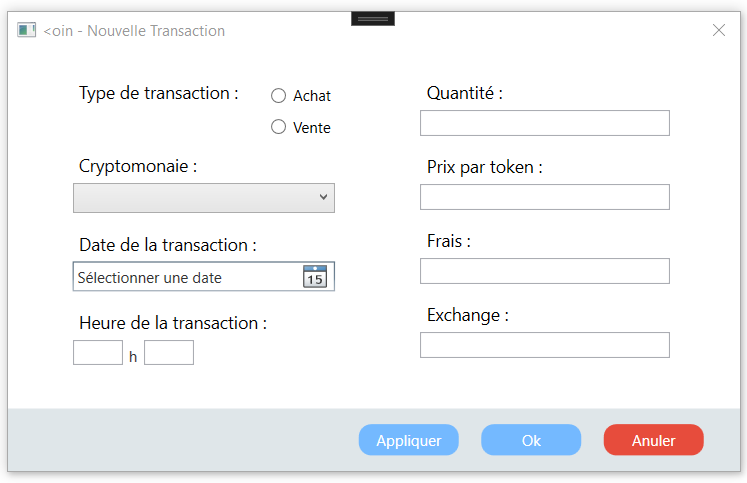 <oin - Nouvelle Transaction
Type de transaction :
Achat
Vente
Cryptomonaie :
Date de la transaction :
Sélectionner une date
15
Heure de la transaction :
h
Quantité :
Prix par token :
Frais :
Exchange :
Appliquer
Ok
Anuler